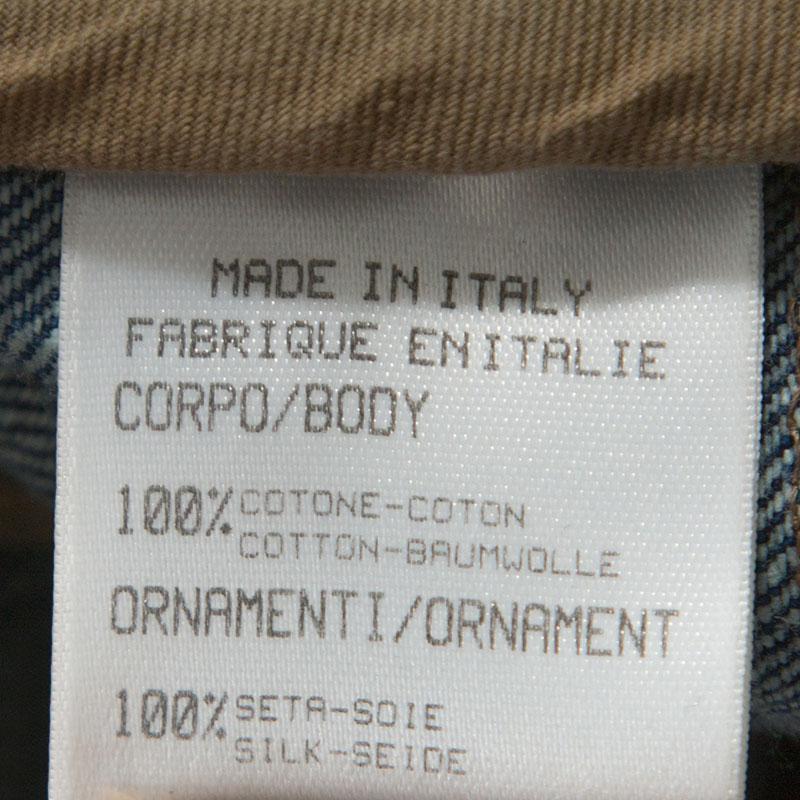 MADE IN ITALY
FABRIQUE EN ITALIE
CORPO/BODY
100% COTONE-COTON
COTTON-BAUMWOLLE
ORNAMENTI/ORNAMENT
100% SETA-SOIE
SILK-SEIDE